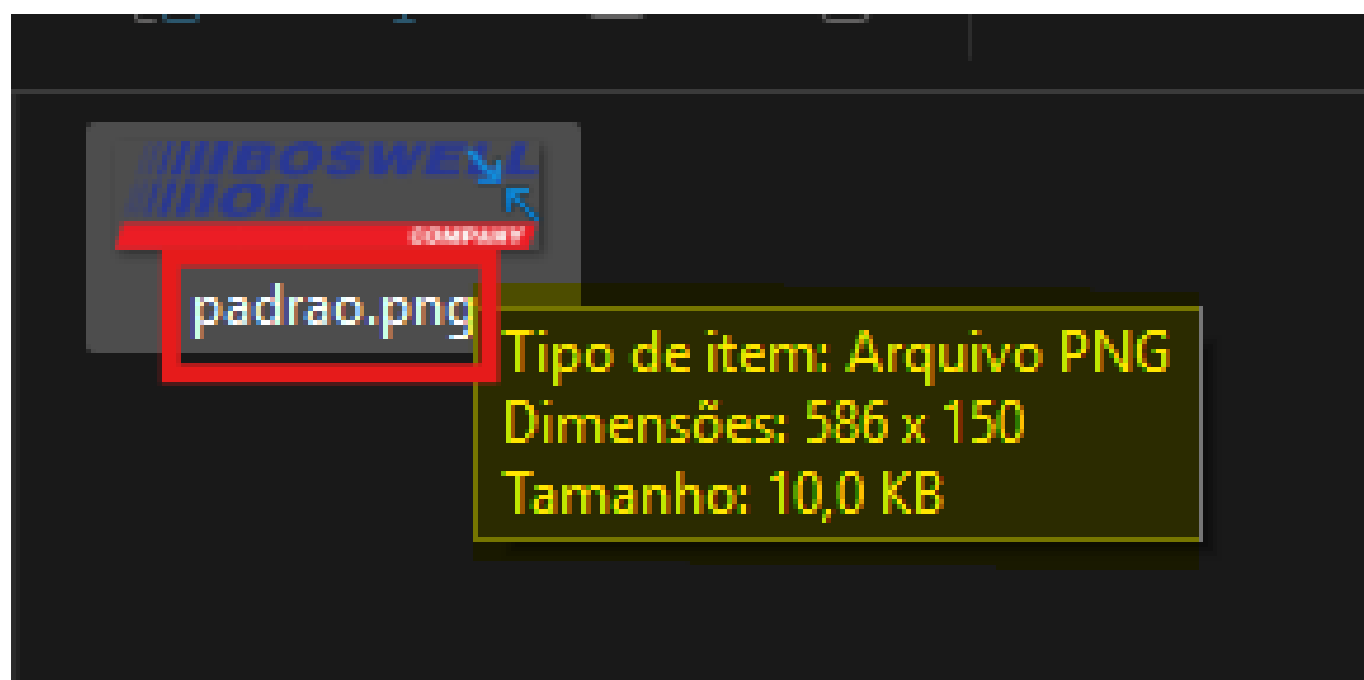 BOSWELL
OIL
COMPANY
padrao.png
Tipo de item: Arquivo PNG
Dimensões: 586 x 150
Tamanho: 10,0 KB